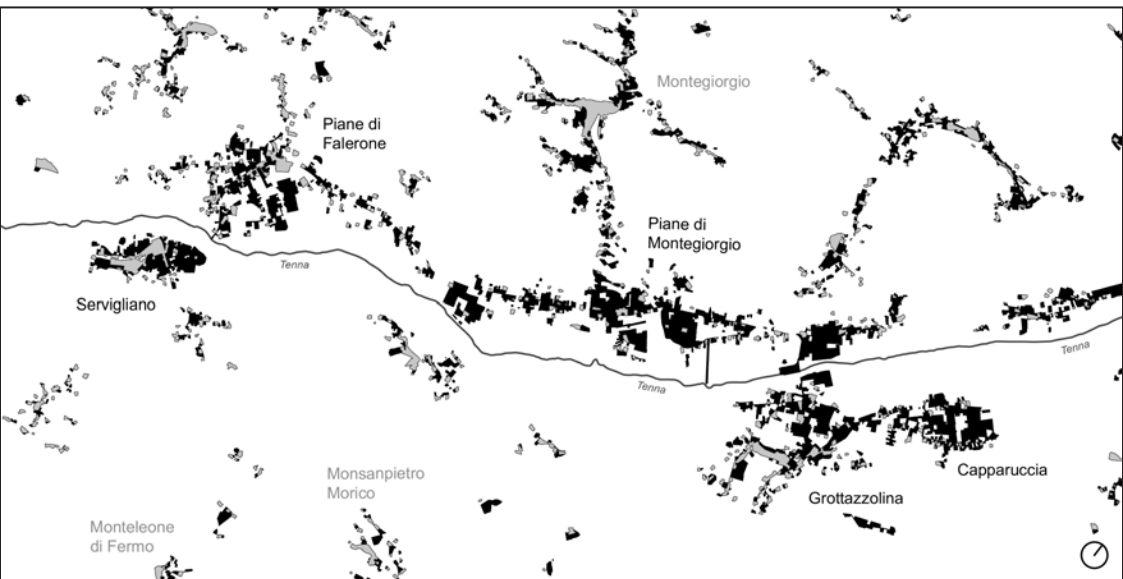 Montegiorgio
Piane di
Falerone
Piane di
Montegiorgio
Tenna
Servigliano
Tenna
Tenna
Capparuccia
Monsanpietro
Morico
Grottazzolina
Monteleone
di Fermo